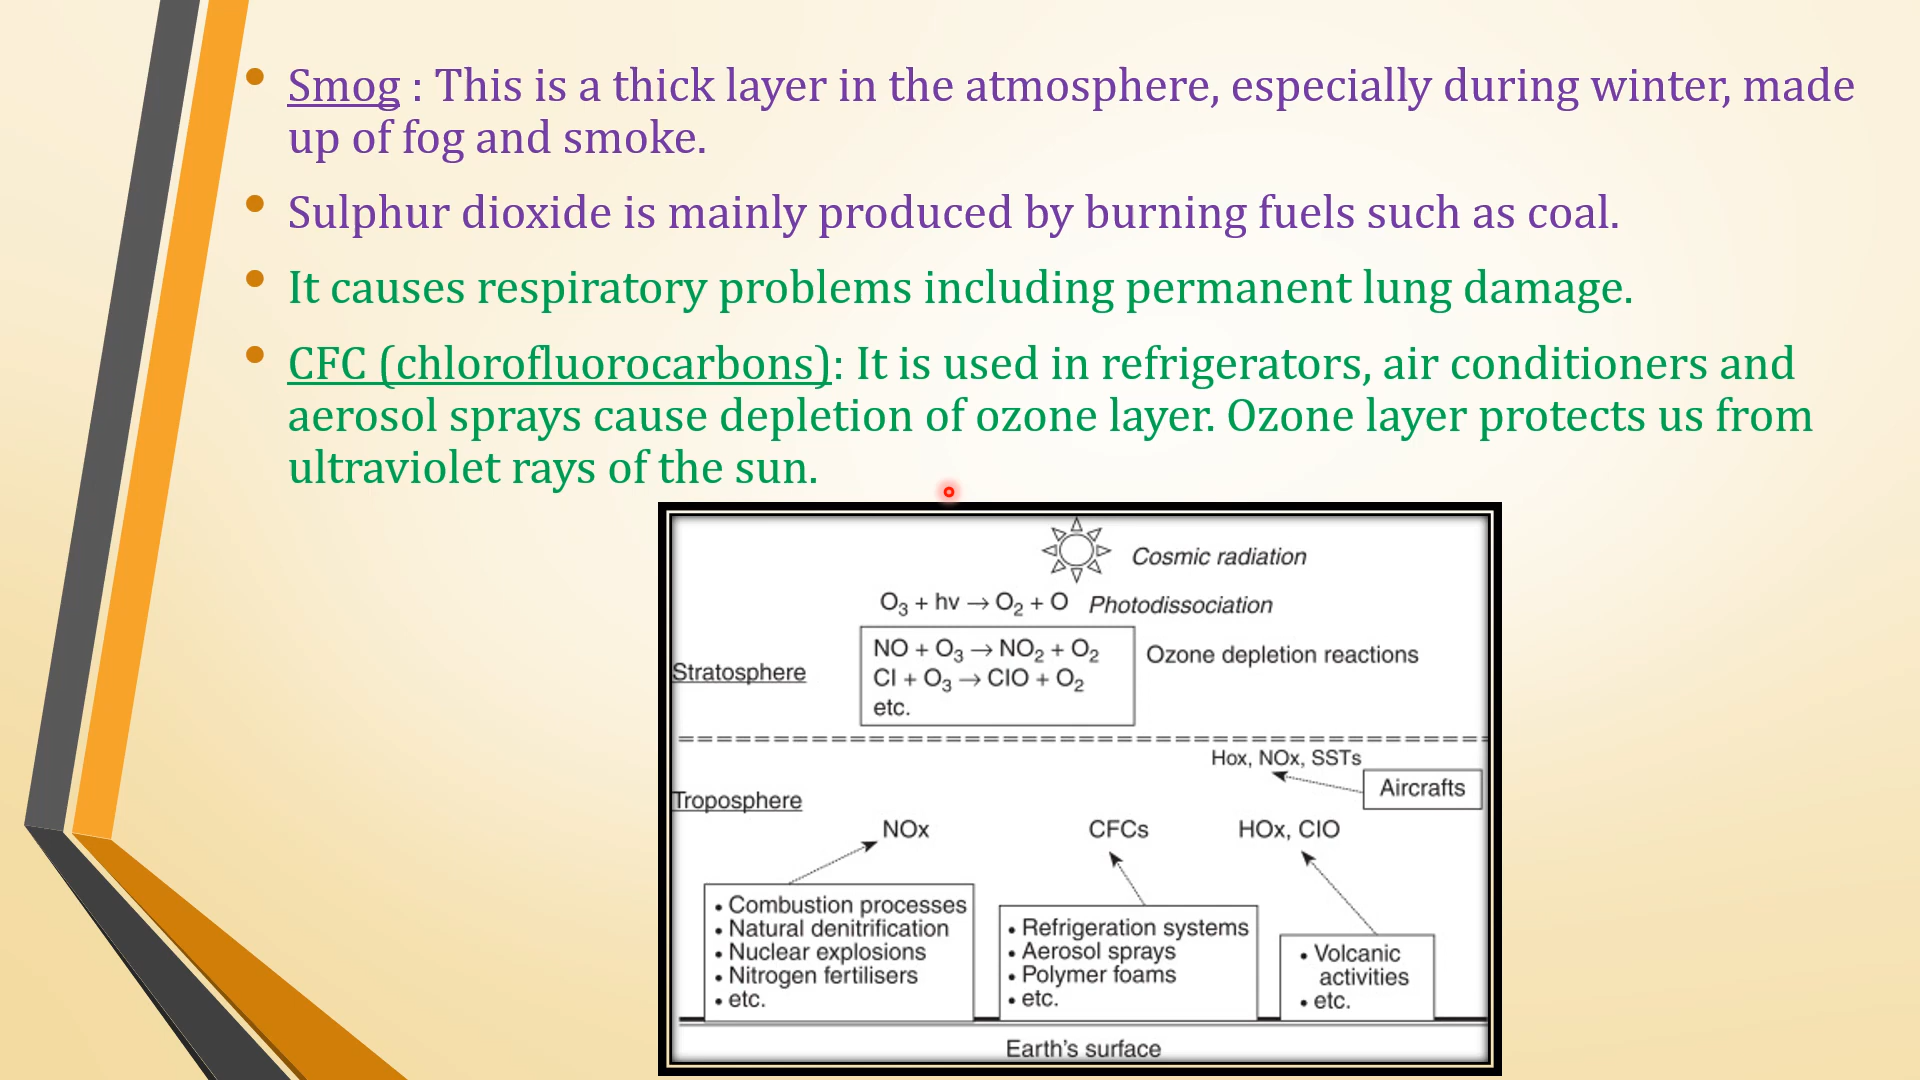 • Smog : This is a thick layer in the atmosphere, especially during winter, made
up of fog and smoke.
• Sulphur dioxide is mainly produced by burning fuels such as coal.
• It causes respiratory problems including permanent lung damage.
• CFC (chlorofluorocarbons): It is used in refrigerators, air conditioners and
aerosol sprays cause depletion of ozone layer. Ozone layer protects us from
ultraviolet rays of the sun.
Cosmic radiation
O₃ + hv → O₂ + O Photodissociation
NO + O₃ → NO₂ + O₂
Ozone depletion reactions
Stratosphere
Cl + O₃ → ClO + O₂
etc.
Hox, NOx, SSTs
Aircrafts
Troposphere
NOx
CFCs
HOx, ClO
• Combustion processes
• Natural denitrification
• Nuclear explosions
• Nitrogen fertilisers
• etc.
• Refrigeration systems
• Aerosol sprays
• Polymer foams
• etc.
• Volcanic
activities
• etc.
Earth's surface